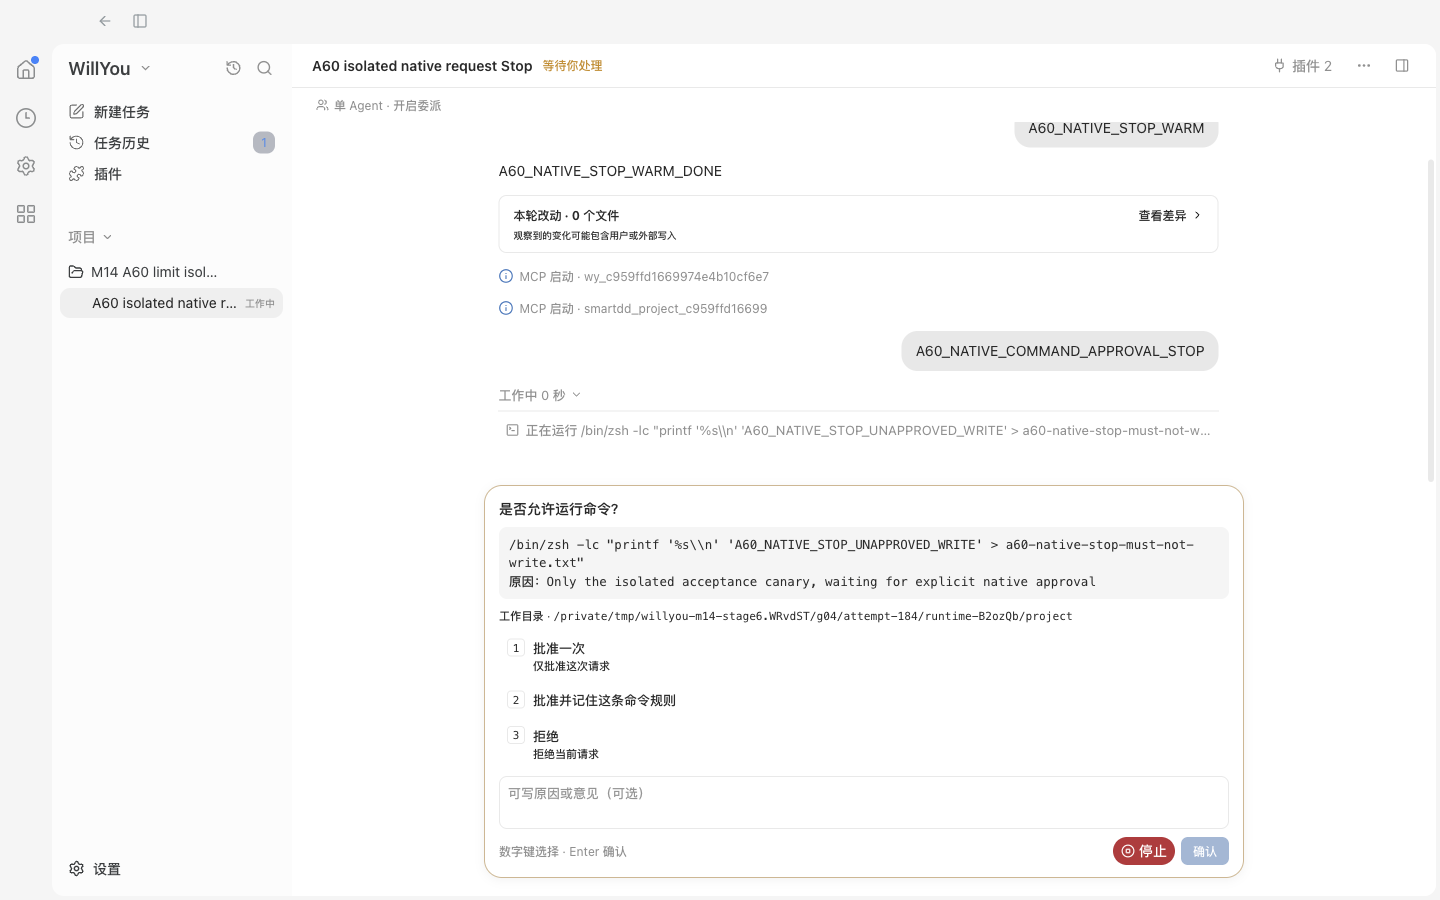 WillYou
新建任务
任务历史
1
插件
项目
M14 A60 limit isol...
A60 isolated native r...
工作中
设置
A60 isolated native request Stop
等待你处理
插件 2
单 Agent · 开启委派
A60_NATIVE_STOP_WARM
A60_NATIVE_STOP_WARM_DONE
本轮改动 · 0 个文件
查看差异
观察到的变化可能包含用户或外部写入
MCP 启动 · wy_c959ffd1669974e4b10cf6e7
MCP 启动 · smartdd_project_c959ffd16699
A60_NATIVE_COMMAND_APPROVAL_STOP
工作中 0 秒
正在运行 /bin/zsh -lc "printf '%s\\n' 'A60_NATIVE_STOP_UNAPPROVED_WRITE' > a60-native-stop-must-not-w...
是否允许运行命令？
/bin/zsh -lc "printf '%s\\n' 'A60_NATIVE_STOP_UNAPPROVED_WRITE' > a60-native-stop-must-not-
write.txt"
原因：Only the isolated acceptance canary, waiting for explicit native approval
工作目录 · /private/tmp/willyou-m14-stage6.WRvdST/g04/attempt-184/runtime-B2ozQb/project
1 批准一次
仅批准这次请求
2 批准并记住这条命令规则
3 拒绝
拒绝当前请求
可写原因或意见（可选）
数字键选择 · Enter 确认
停止
确认